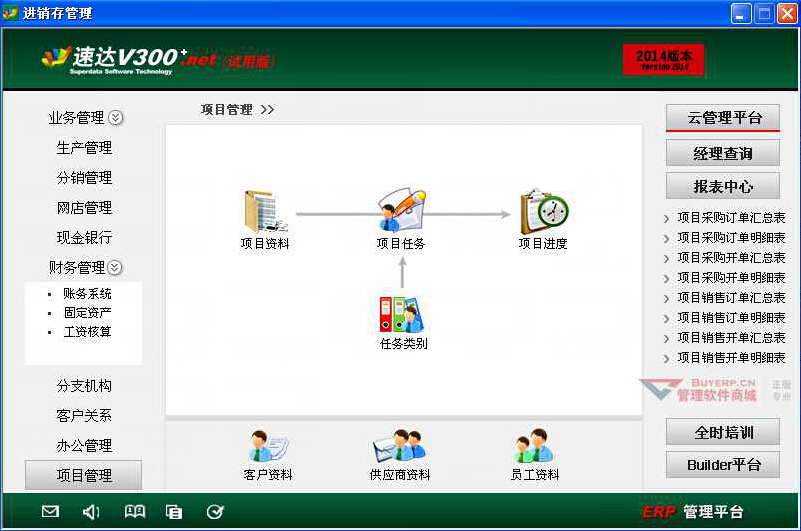 进销存管理
速达V300+.net(试用版)
Superdata Software Technology
2014版本
Version 2014
业务管理
生产管理
分销管理
网店管理
现金银行
财务管理
账务系统
固定资产
工资核算
分支机构
客户关系
办公管理
项目管理
项目管理 >>
项目资料
项目任务
项目进度
任务类别
客户资料
供应商资料
员工资料
云管理平台
经理查询
报表中心
项目采购订单汇总表
项目采购订单明细表
项目采购开单汇总表
项目采购开单明细表
项目销售订单汇总表
项目销售订单明细表
项目销售开单汇总表
项目销售开单明细表
BUYERP.CN
管理软件商城
正版
专业
全时培训
Builder平台
ERP 管理平台